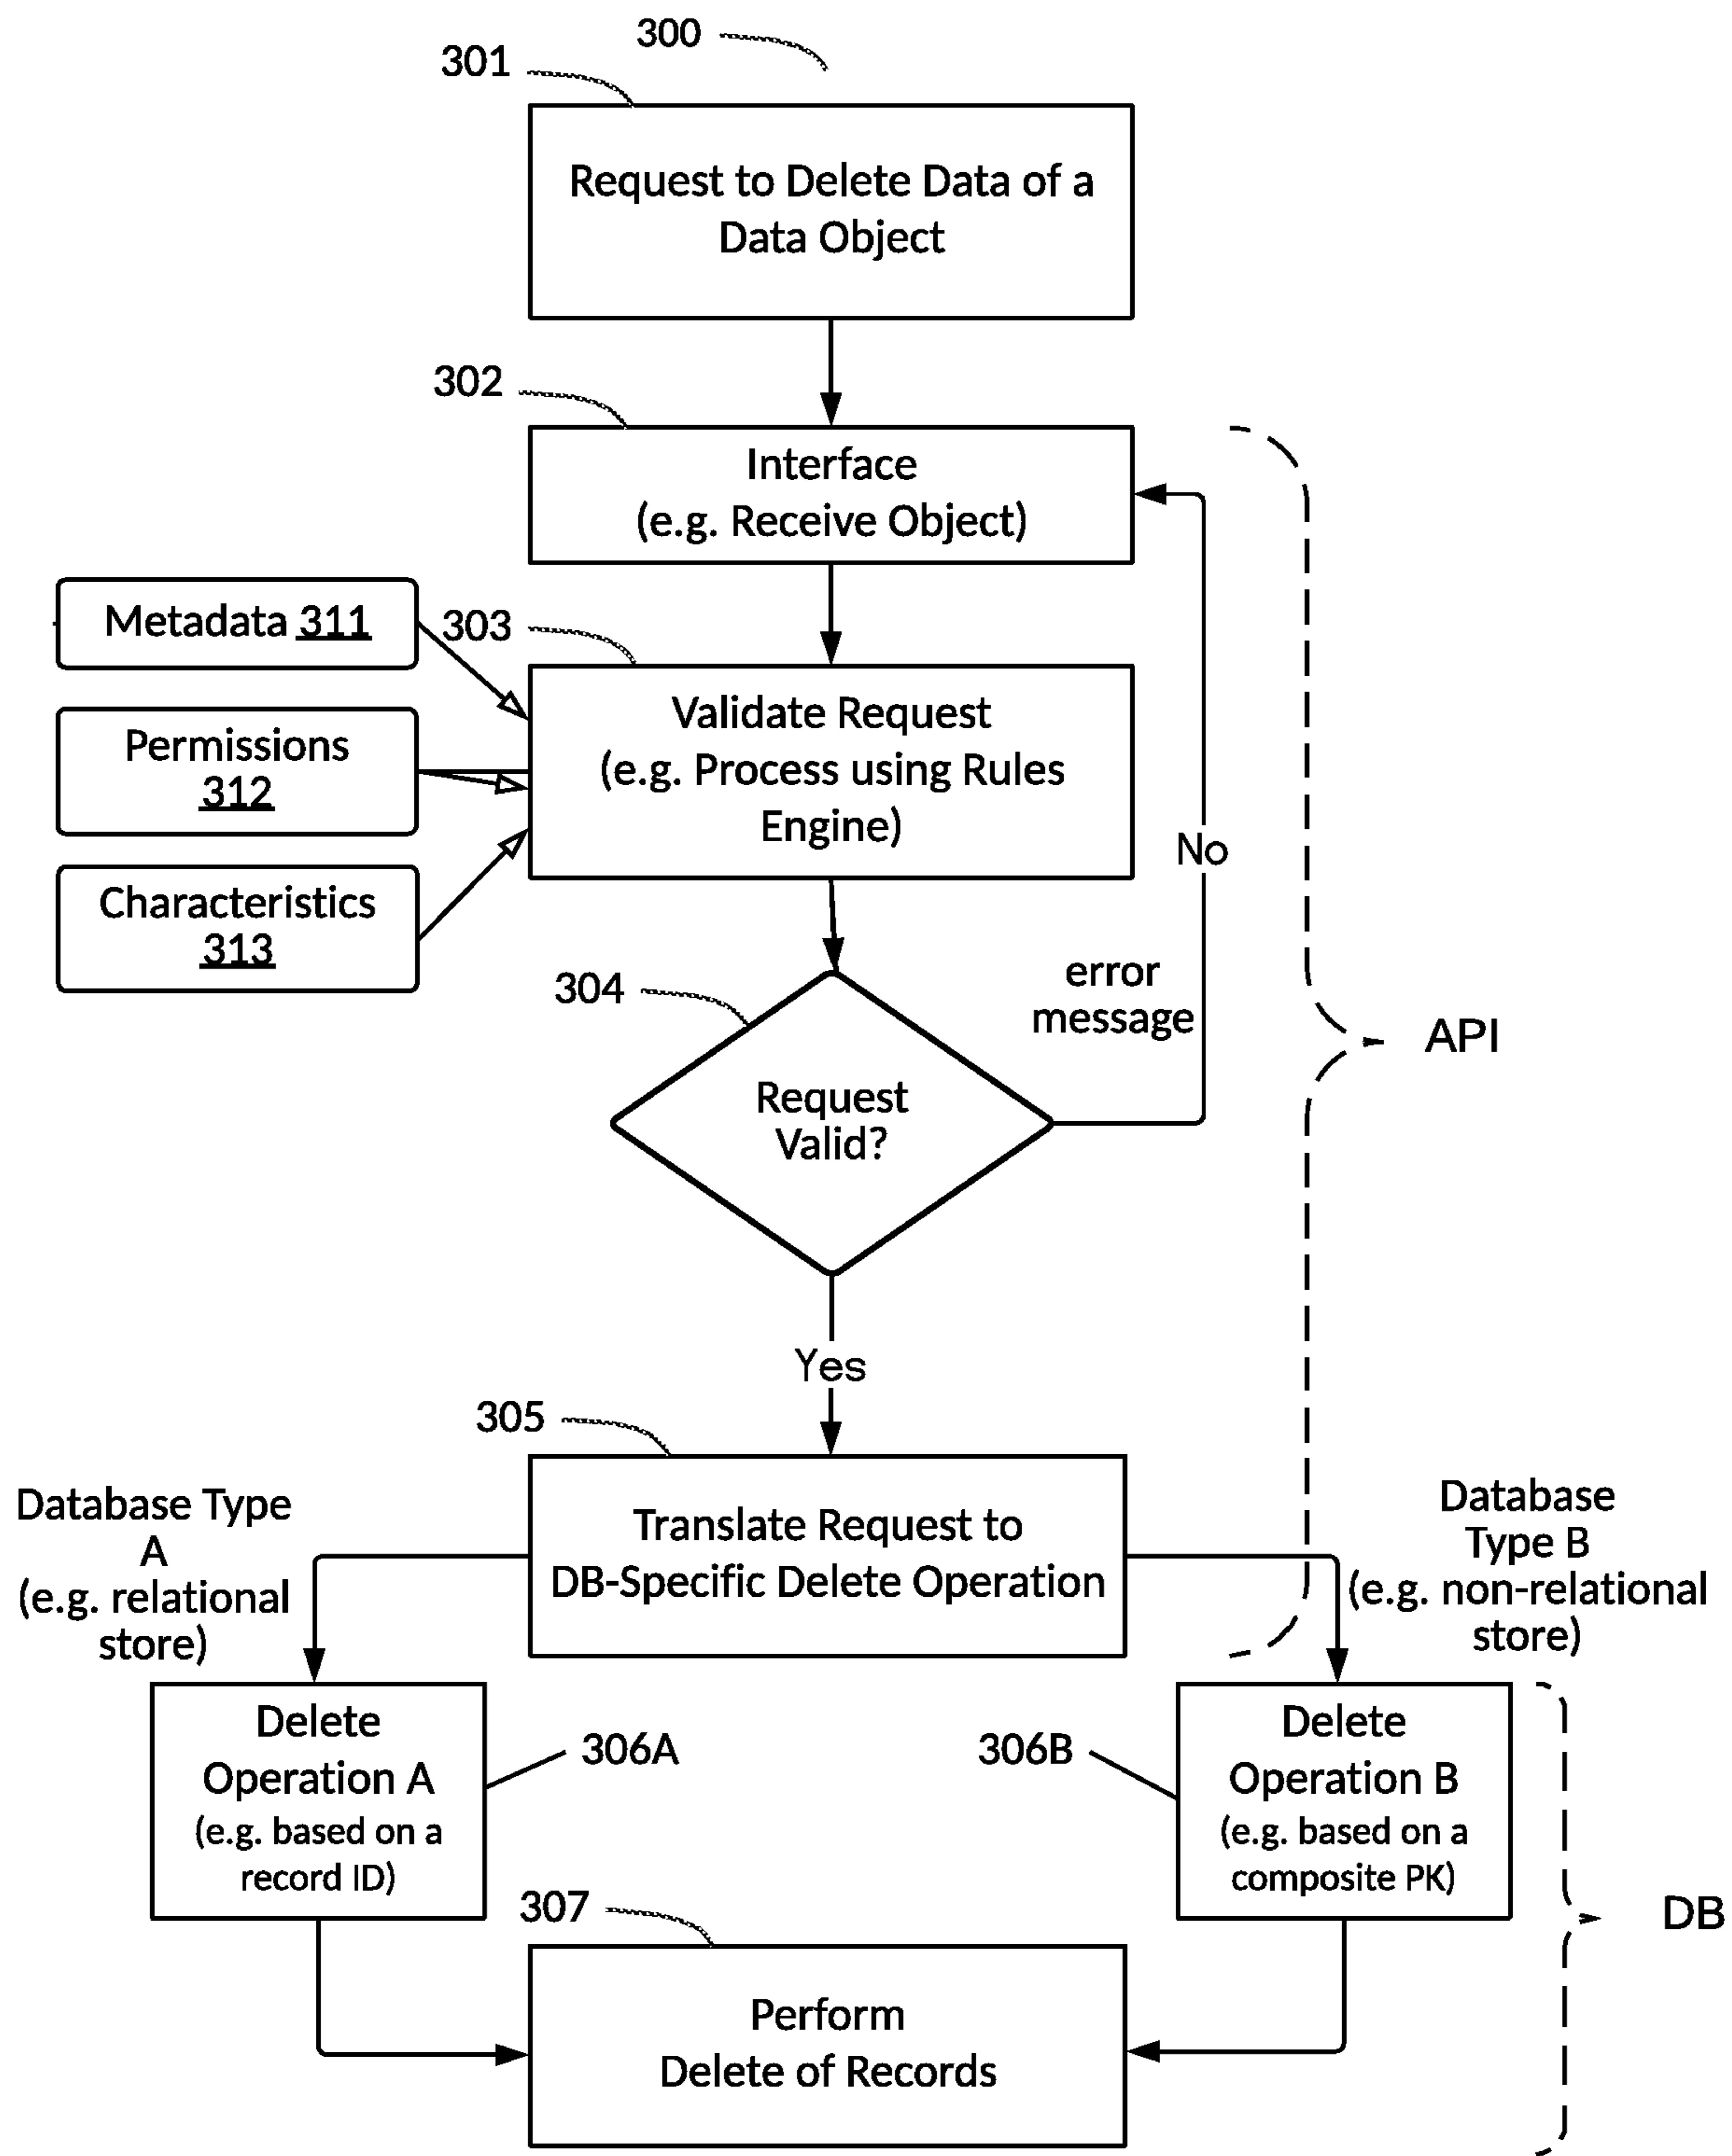 300
301
Request to Delete Data of a
Data Object
302
Interface
(e.g. Receive Object)
Metadata 311
303
Validate Request
(e.g. Process using Rules
Engine)
Permissions
312
Characteristics
313
No
304
error
message
Request
Valid?
API
Yes
305
Translate Request to
DB-Specific Delete Operation
Database Type
A
(e.g. relational
store)
Database
Type B
(e.g. non-relational
store)
Delete
Operation A
(e.g. based on a
record ID)
306A
306B
Delete
Operation B
(e.g. based on a
composite PK)
307
Perform
Delete of Records
DB